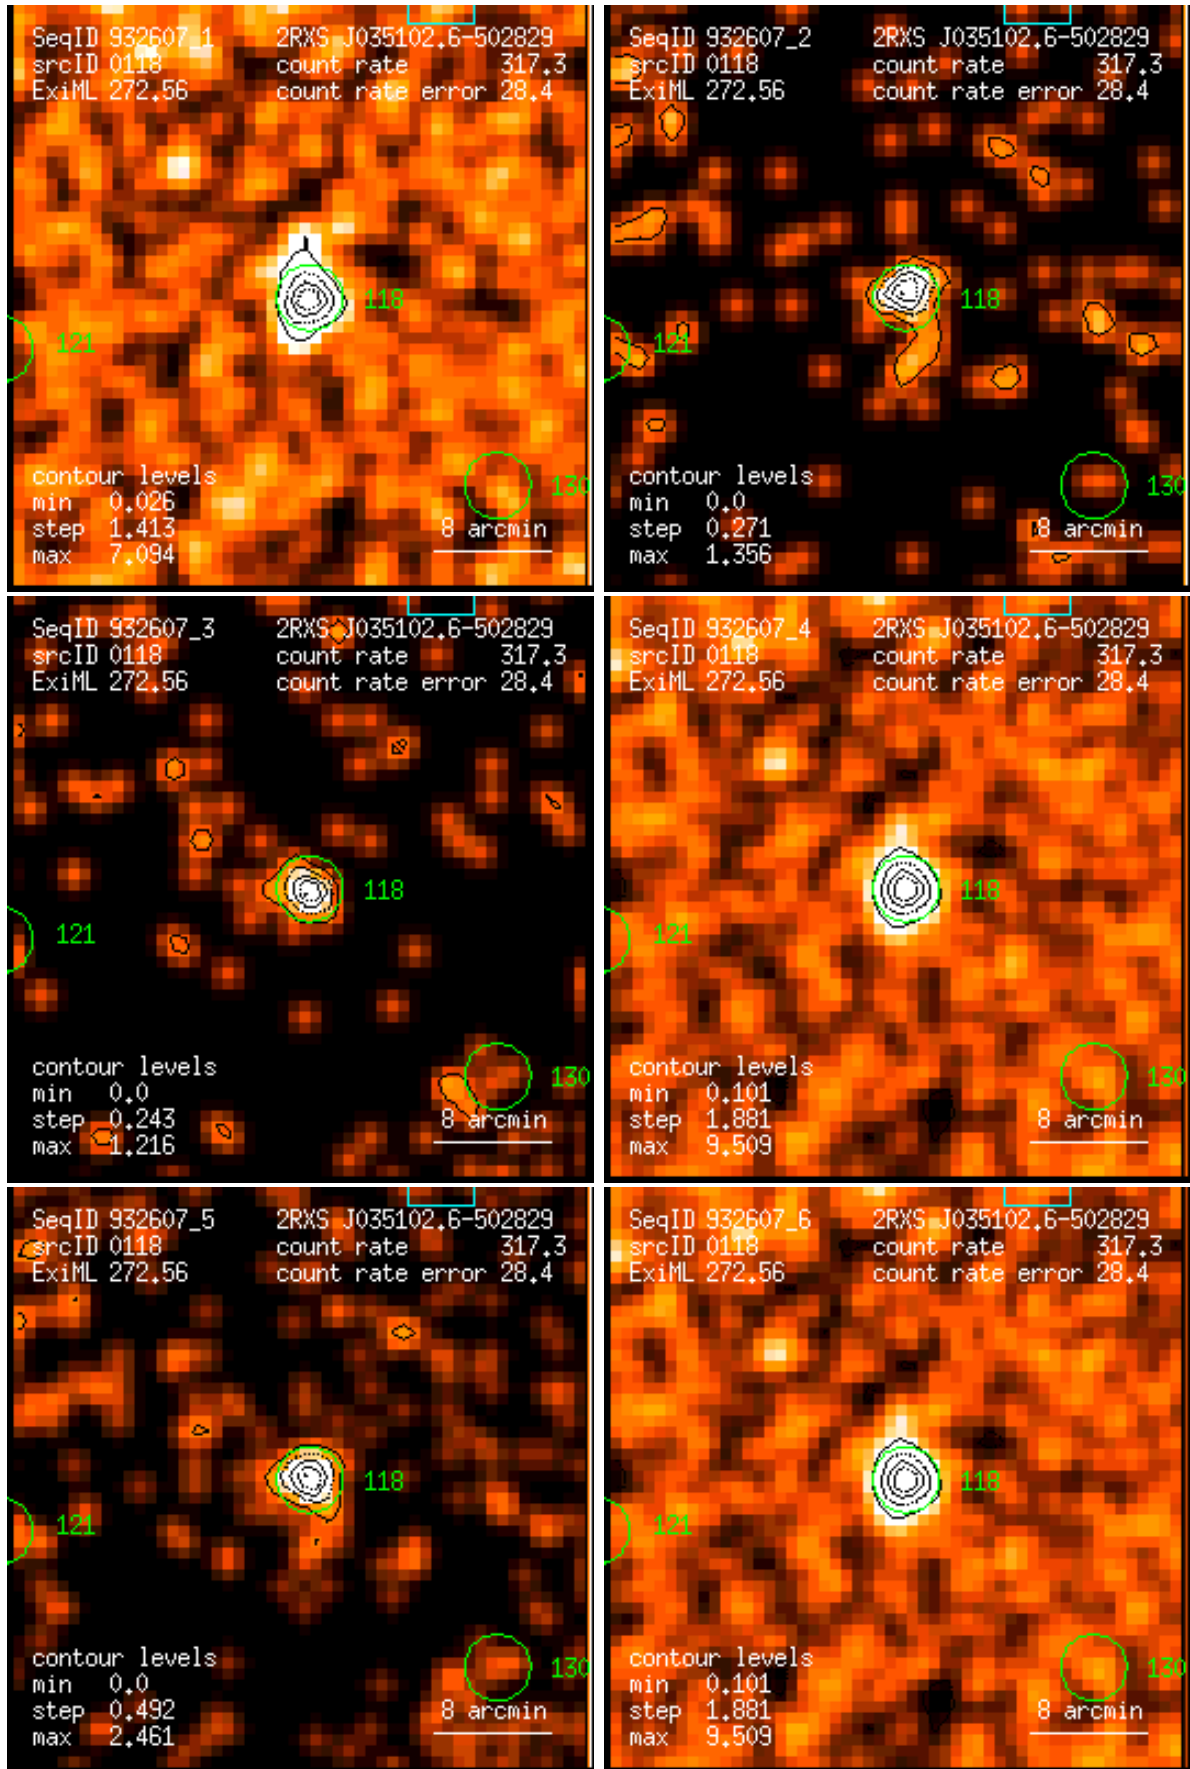 SeqID 932607_1 2RXS J035102.6-502829
srcID 0118 count rate 317.3
ExiML 272.56 count rate error 28.4
118
121
contour levels
min 0.026
130
step 1.413 8 arcmin
max 7.094
SeqID 932607_2 2RXS J035102.6-502829
srcID 0118 count rate 317.3
ExiML 272.56 count rate error 28.4
118
121
contour levels
min 0.0
130
step 0.271 8 arcmin
max 1.356
SeqID 932607_3 2RXS J035102.6-502829
srcID 0118 count rate 317.3
ExiML 272.56 count rate error 28.4
118
121
contour levels
min 0.0
130
step 0.243 8 arcmin
max 1.216
SeqID 932607_4 2RXS J035102.6-502829
srcID 0118 count rate 317.3
ExiML 272.56 count rate error 28.4
118
121
contour levels
min 0.101
130
step 1.881 8 arcmin
max 9.509
SeqID 932607_5 2RXS J035102.6-502829
srcID 0118 count rate 317.3
ExiML 272.56 count rate error 28.4
118
121
contour levels
min 0.0
130
step 0.492 8 arcmin
max 2.461
SeqID 932607_6 2RXS J035102.6-502829
srcID 0118 count rate 317.3
ExiML 272.56 count rate error 28.4
118
121
contour levels
min 0.101
130
step 1.881 8 arcmin
max 9.509